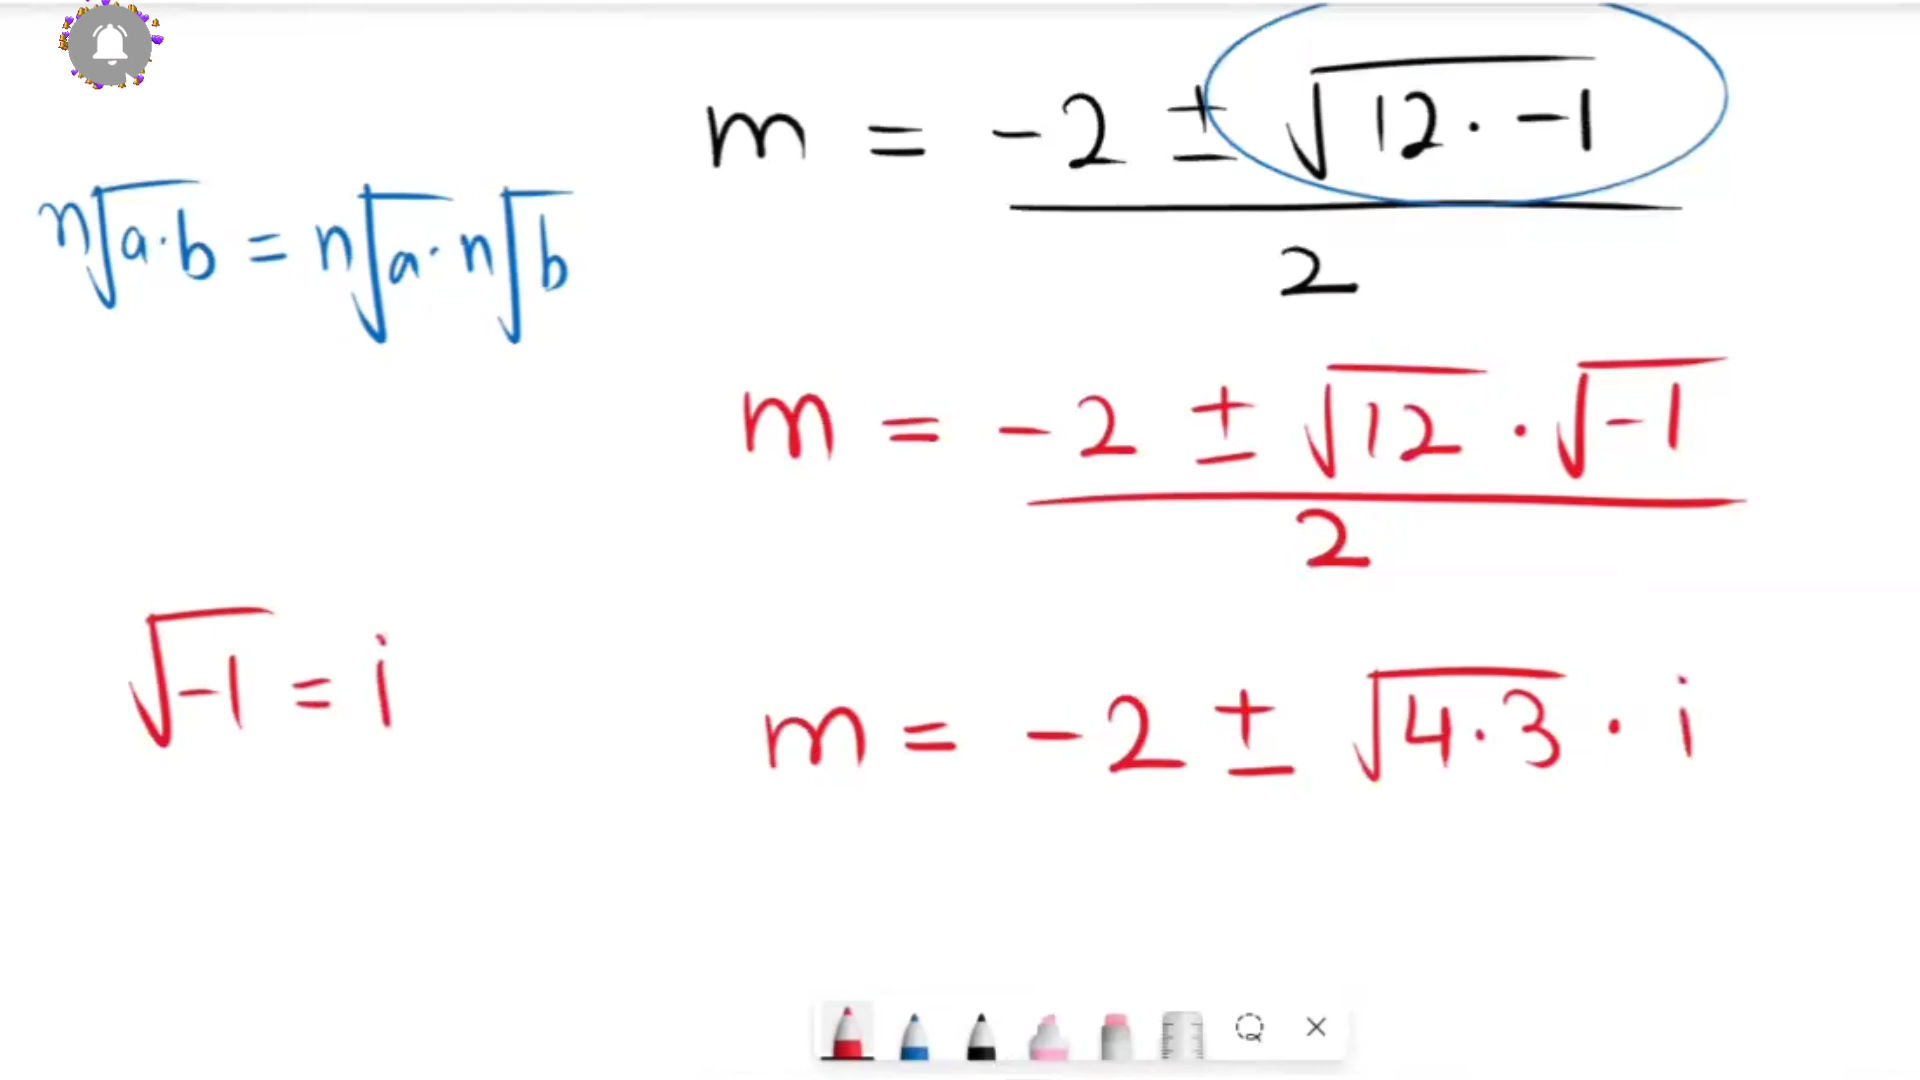 m = -2 ± √12 · -1
2
n√a·b = n√a · n√b
m = -2 ± √12 · √-1
2
√-1 = i
m = -2 ± √4·3 · i